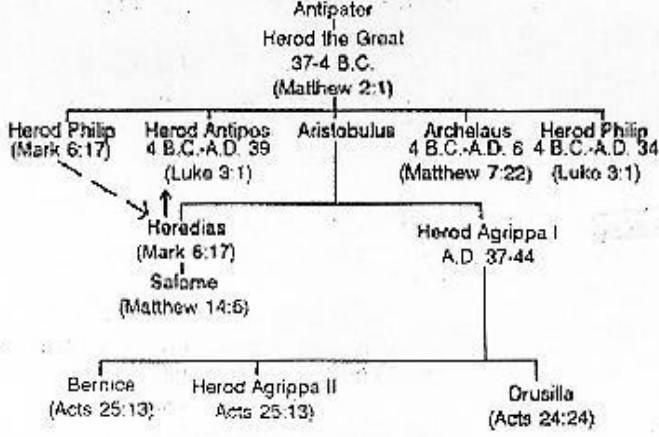 Antipater
Herod the Great
37-4 B.C.
(Matthew 2:1)
Herod Philip Herod Antipos Aristobulus Archelaus Herod Philip
(Mark 6:17) 4 B.C.-A.D. 39 4 B.C.-A.D. 6 4 B.C.-A.D. 34
(Luke 3:1) (Matthew 7:22) (Luke 3:1)
Heredias Herod Agrippa I
(Mark 6:17) A.D. 37-44
Salome
(Matthew 14:6)
Bernice Herod Agrippa II Drusilla
(Acts 25:13) Acts 25:13) (Acts 24:24)